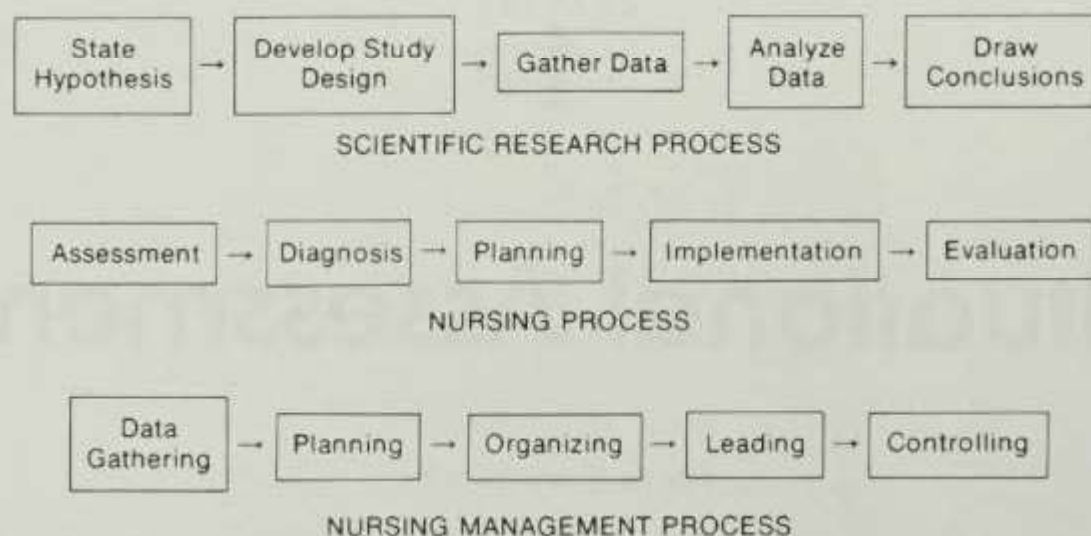 State
Hypothesis
Develop Study
Design
Gather Data
Analyze
Data
Draw
Conclusions
SCIENTIFIC RESEARCH PROCESS
Assessment
Diagnosis
Planning
Implementation
Evaluation
NURSING PROCESS
Data
Gathering
Planning
Organizing
Leading
Controlling
NURSING MANAGEMENT PROCESS